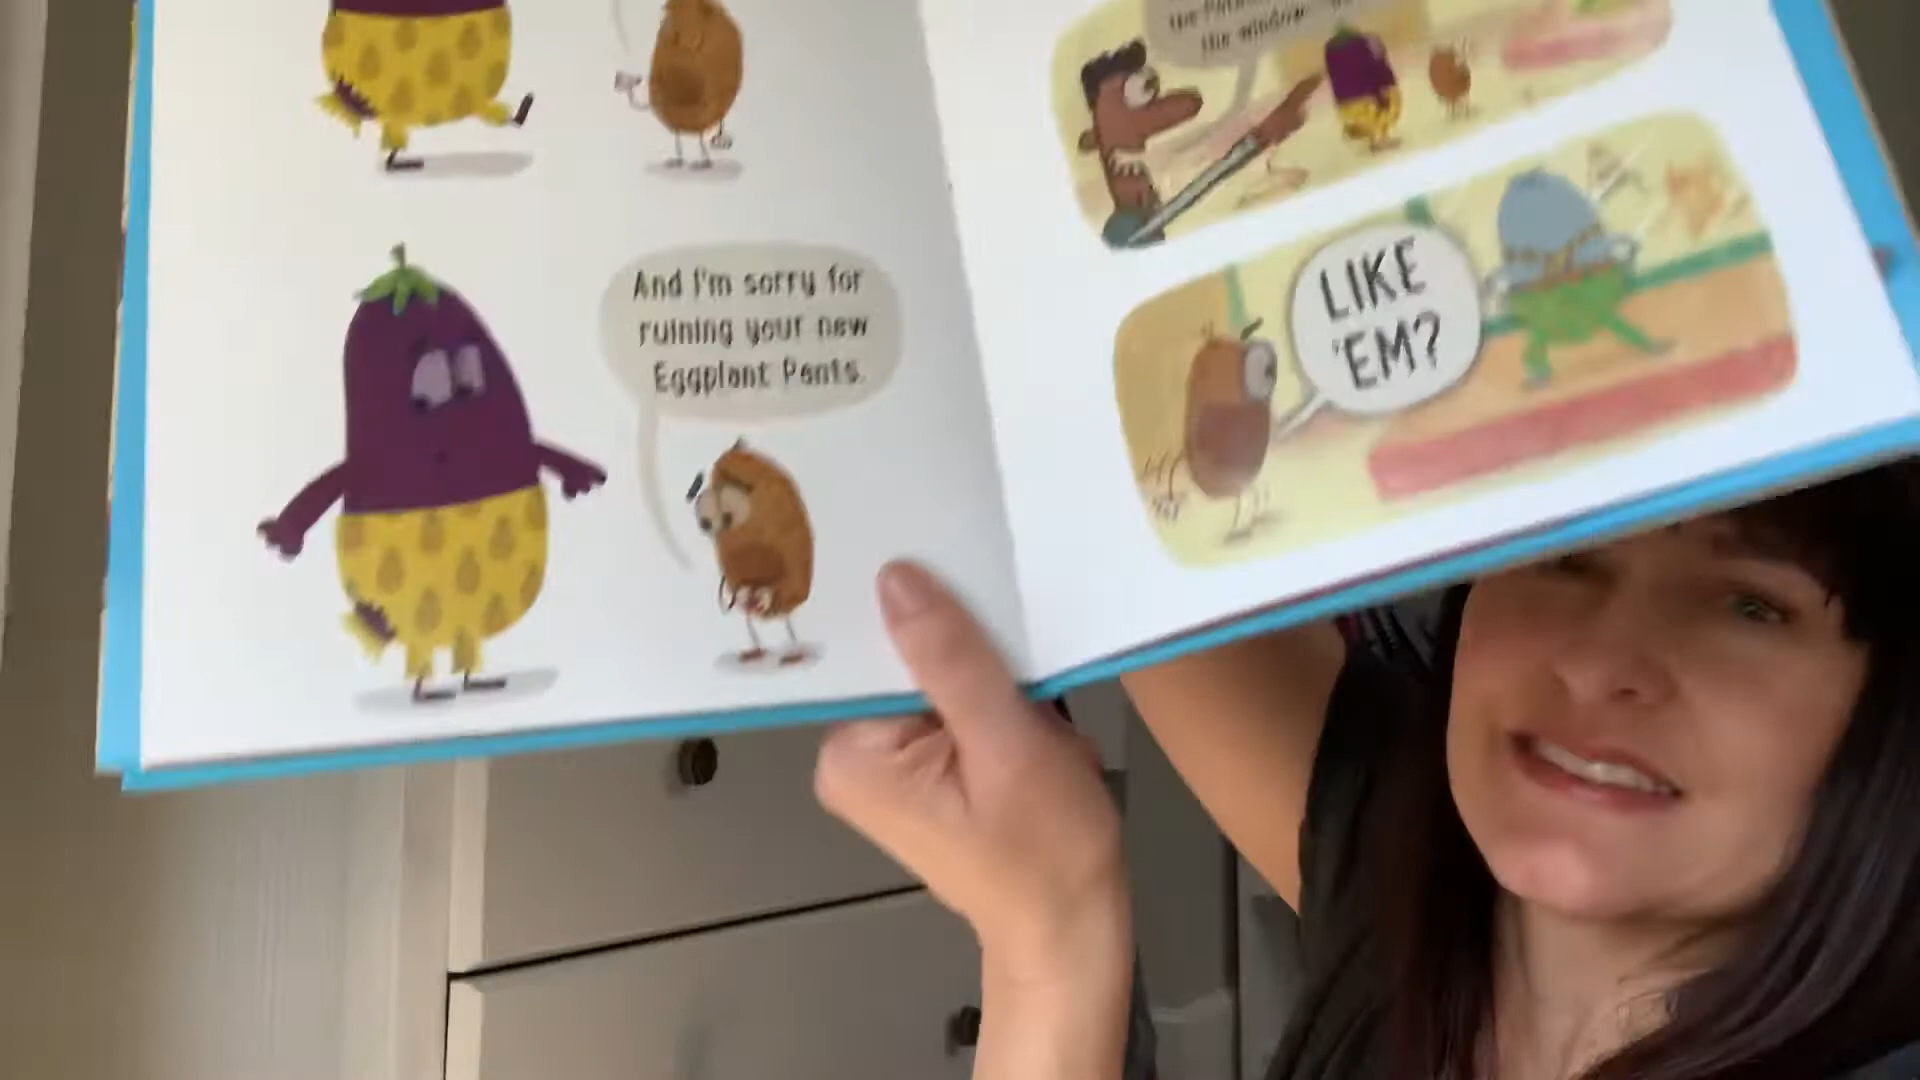 And I'm sorry for
ruining your new
Eggplant Pants.
the window
LIKE
'EM?